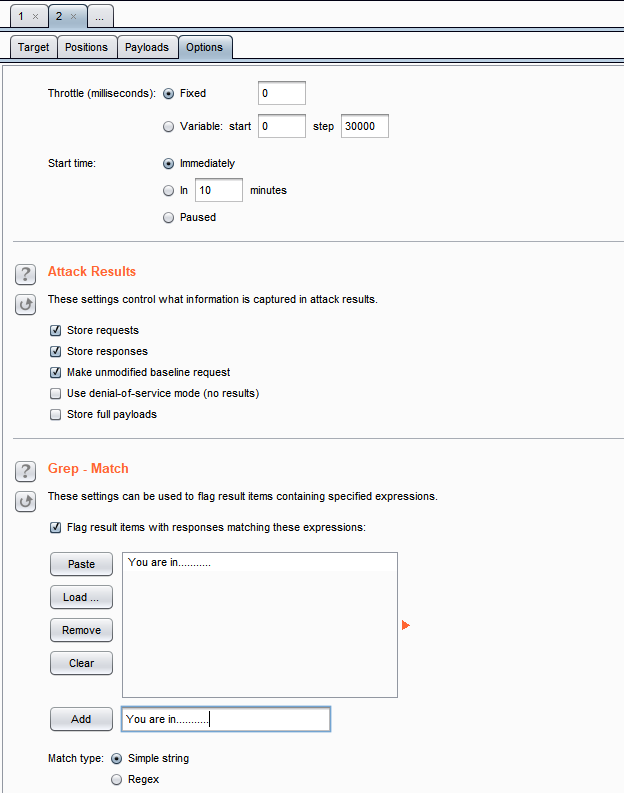 1 × 2 × ...
Target Positions Payloads Options
Throttle (milliseconds): Fixed 0
Variable: start 0 step 30000
Start time: Immediately
In 10 minutes
Paused
? Attack Results
These settings control what information is captured in attack results.
Store requests
Store responses
Make unmodified baseline request
Use denial-of-service mode (no results)
Store full payloads
? Grep - Match
These settings can be used to flag result items containing specified expressions.
Flag result items with responses matching these expressions:
Paste You are in...........
Load ...
Remove
Clear
Add You are in...........
Match type: Simple string
Regex